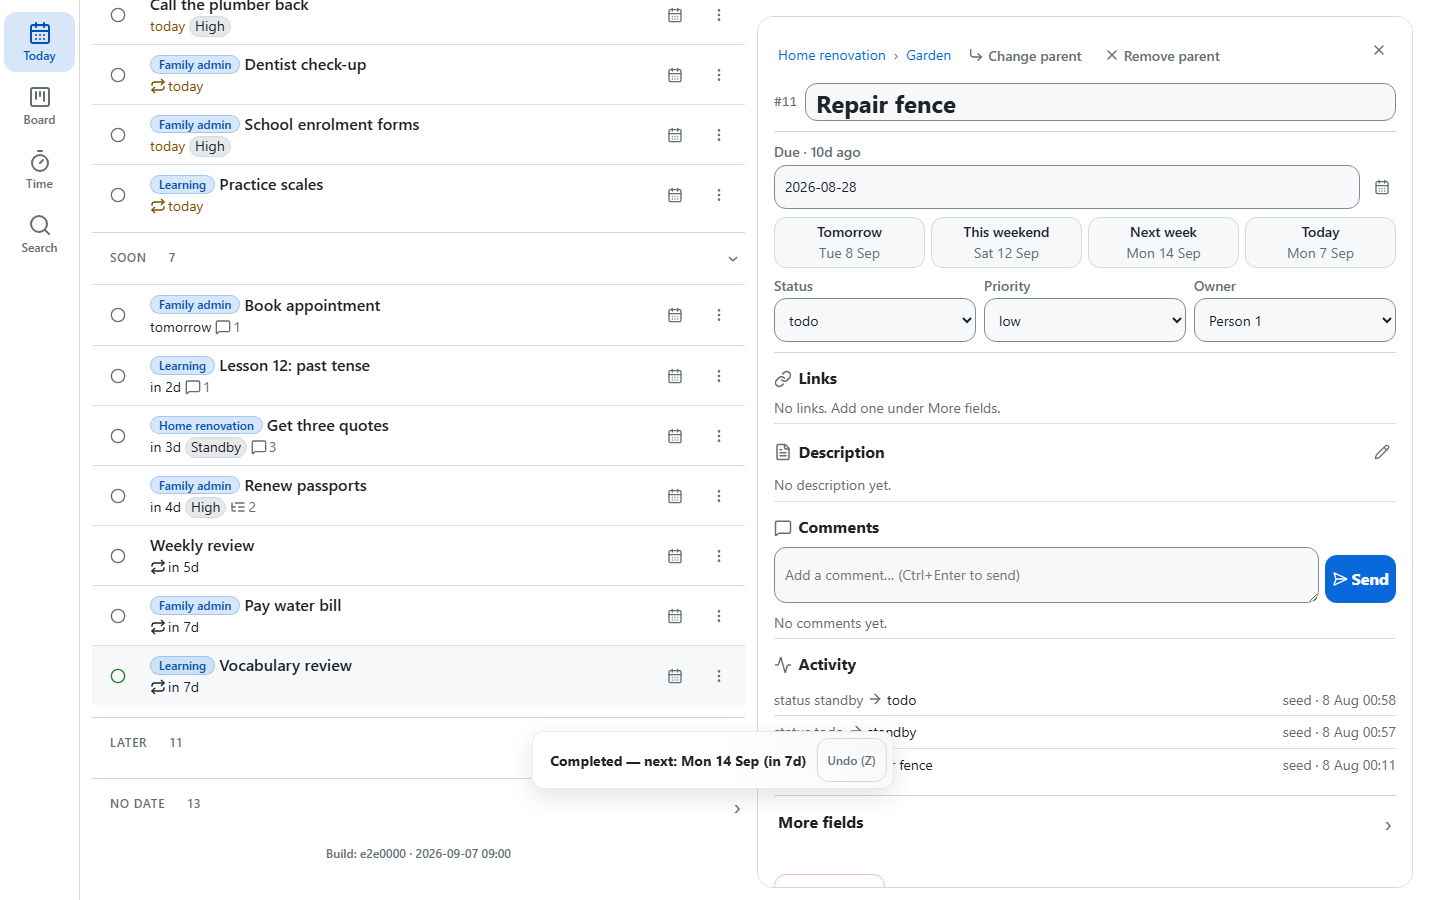 Today
Board
Time
Search
Call the plumber back
today High
Family admin Dentist check-up
today
Family admin School enrolment forms
today High
Learning Practice scales
today
SOON 7
Family admin Book appointment
tomorrow 1
Learning Lesson 12: past tense
in 2d 1
Home renovation Get three quotes
in 3d Standby 3
Family admin Renew passports
in 4d High 2
Weekly review
in 5d
Family admin Pay water bill
in 7d
Learning Vocabulary review
in 7d
LATER 11
NO DATE 13
Build: e2e0000 · 2026-09-07 09:00
Home renovation › Garden Change parent Remove parent
#11 Repair fence
Due · 10d ago
2026-08-28
Tomorrow This weekend Next week Today
Tue 8 Sep Sat 12 Sep Mon 14 Sep Mon 7 Sep
Status Priority Owner
todo low Person 1
Links
No links. Add one under More fields.
Description
No description yet.
Comments
Add a comment... (Ctrl+Enter to send)
Send
No comments yet.
Activity
status standby → todo seed · 8 Aug 00:58
status todo → standby seed · 8 Aug 00:57
fence seed · 8 Aug 00:11
Completed — next: Mon 14 Sep (in 7d) Undo (Z)
More fields